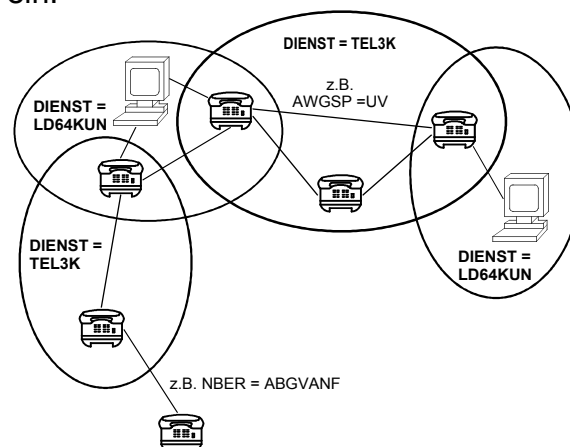 DIENST = TEL3K
z.B.
AWGSP =UV
DIENST =
LD64KUN
DIENST =
TEL3K
DIENST =
LD64KUN
z.B. NBER = ABGVANF